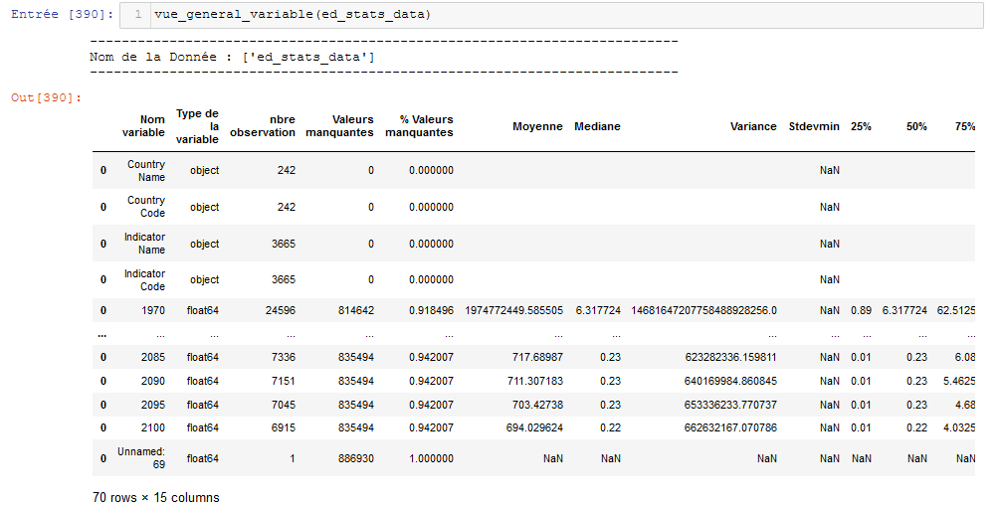 Entrée [390]: 1 vue_general_variable(ed_stats_data)
Nom de la Donnée : ['ed_stats_data']
Out[390]:
Nom variable Type de la variable nbre observation Valeurs manquantes % Valeurs manquantes Moyenne Mediane Variance Stdevmin 25% 50% 75%
0 Country Name object 242 0 0.000000 NaN
0 Country Code object 242 0 0.000000 NaN
0 Indicator Name object 3665 0 0.000000 NaN
0 Indicator Code object 3665 0 0.000000 NaN
0 1970 float64 24596 814642 0.918496 1974772449.585505 6.317724 14681647207758488928256.0 NaN 0.89 6.317724 62.5125
... ... ... ... ... ... ... ... ... ... ... ... ...
0 2085 float64 7336 835494 0.942007 717.68987 0.23 623282336.159811 NaN 0.01 0.23 6.08
0 2090 float64 7151 835494 0.942007 711.307183 0.23 640169984.860845 NaN 0.01 0.23 5.4625
0 2095 float64 7045 835494 0.942007 703.42738 0.23 653336233.770737 NaN 0.01 0.23 4.68
0 2100 float64 6915 835494 0.942007 694.029624 0.22 662632167.070786 NaN 0.01 0.22 4.0325
0 Unnamed: 69 float64 1 886930 1.000000 NaN NaN NaN NaN NaN NaN NaN
70 rows × 15 columns